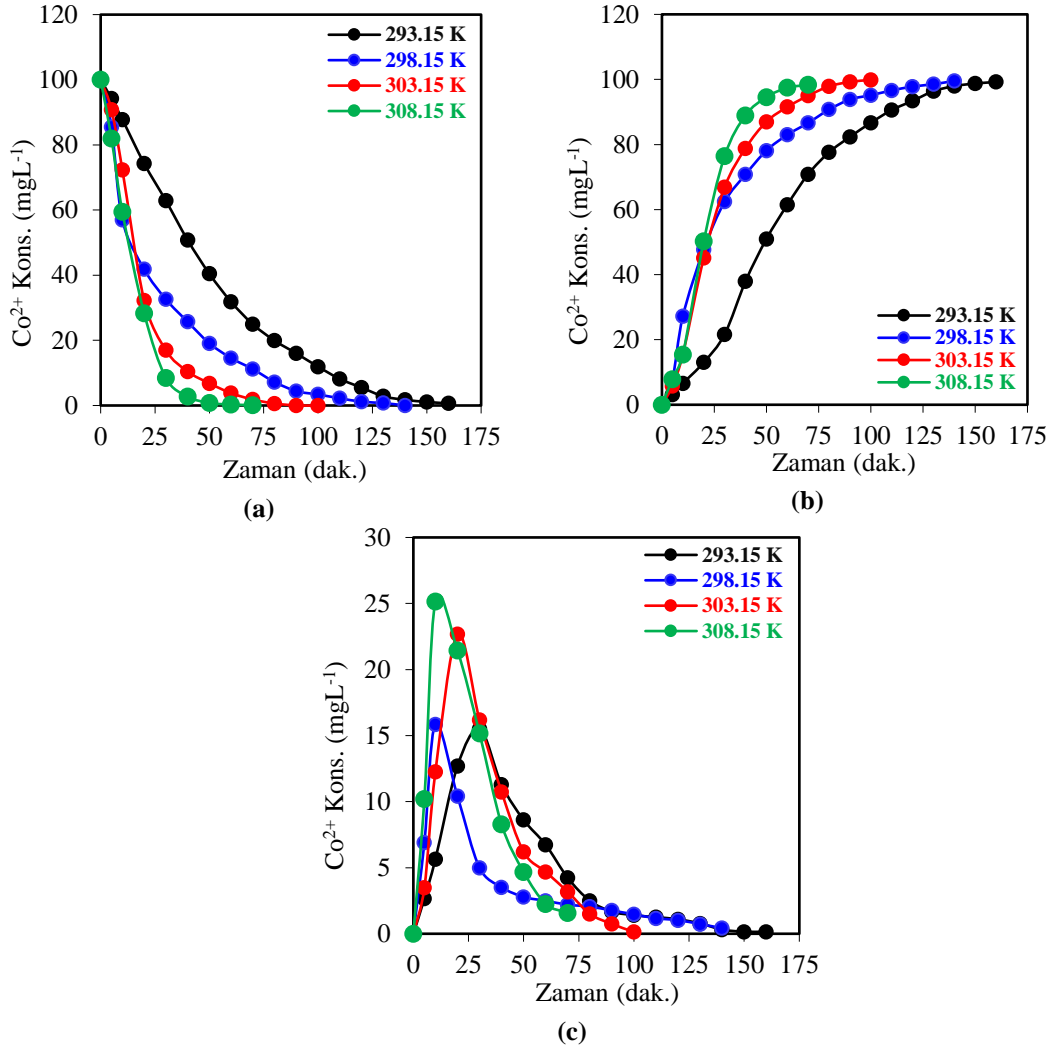 293.15 K
298.15 K
303.15 K
308.15 K
120
100
80
60
40
20
0
Co²⁺ Kons. (mgL⁻¹)
0 25 50 75 100 125 150 175
Zaman (dak.)
(a)
120
100
80
60
40
20
0
Co²⁺ Kons. (mgL⁻¹)
293.15 K
298.15 K
303.15 K
308.15 K
0 25 50 75 100 125 150 175
Zaman (dak.)
(b)
30
25
20
15
10
5
0
Co²⁺ Kons. (mgL⁻¹)
293.15 K
298.15 K
303.15 K
308.15 K
0 25 50 75 100 125 150 175
Zaman (dak.)
(c)